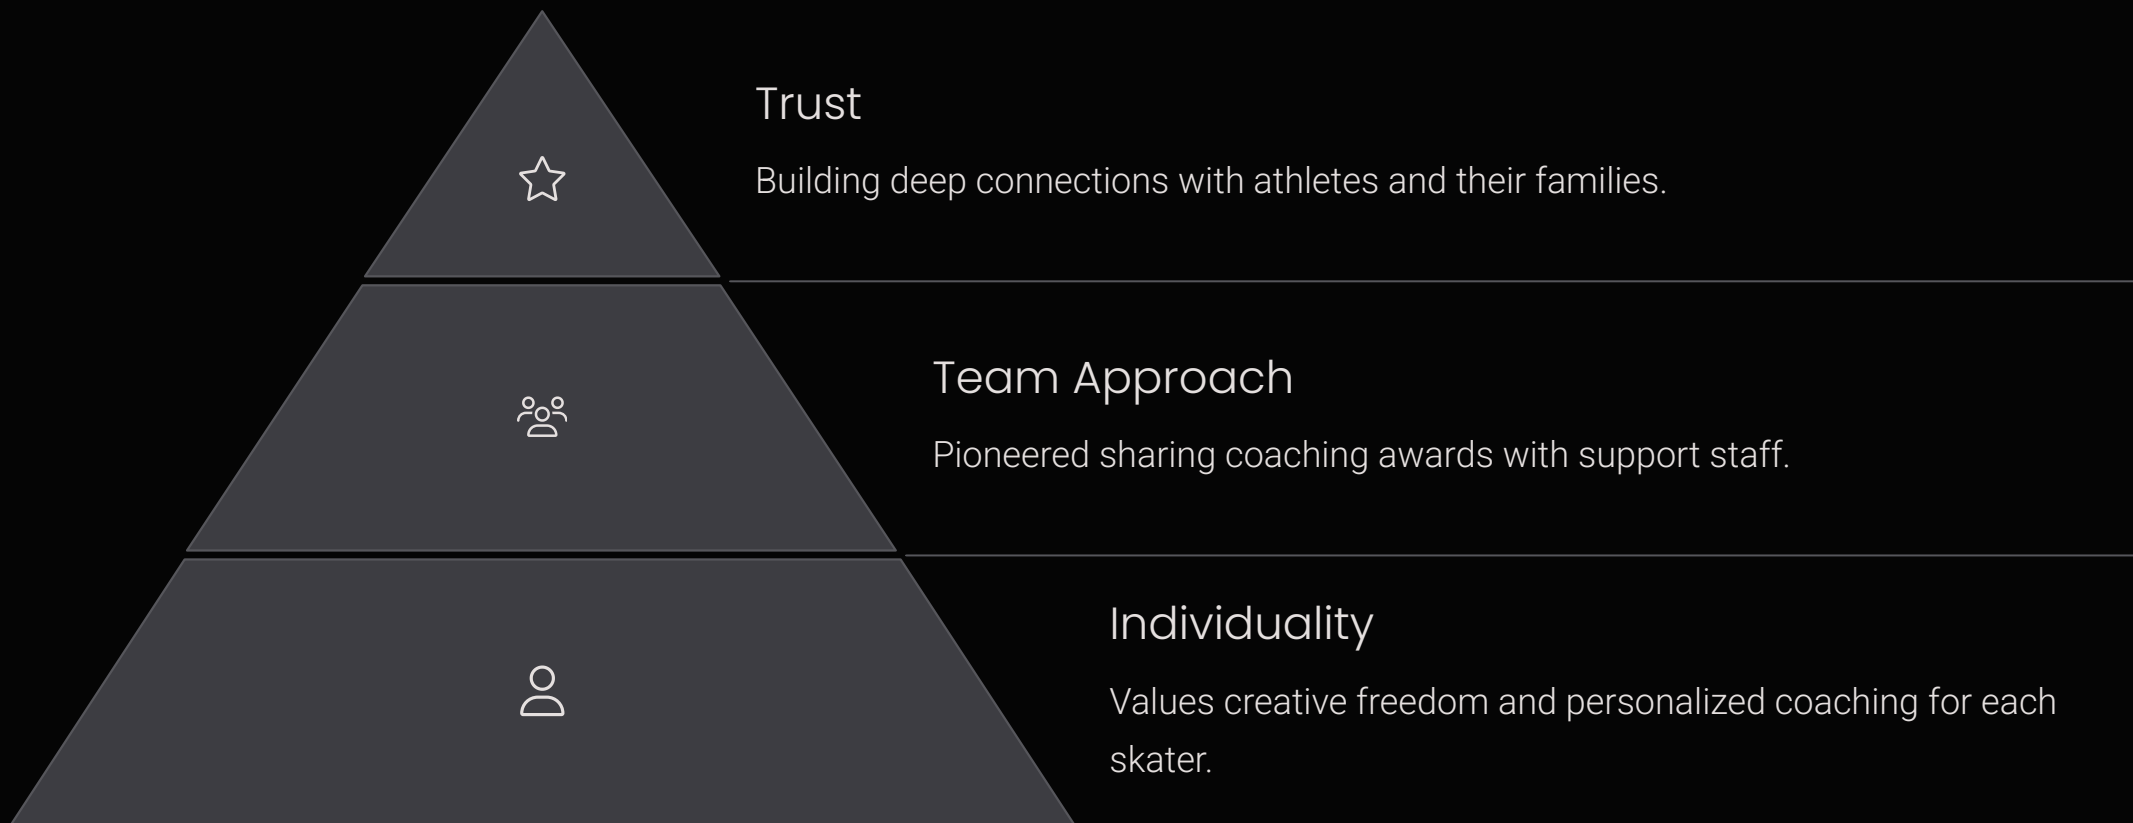 Trust
Building deep connections with athletes and their families.
Team Approach
Pioneered sharing coaching awards with support staff.
Individuality
Values creative freedom and personalized coaching for each
skater.